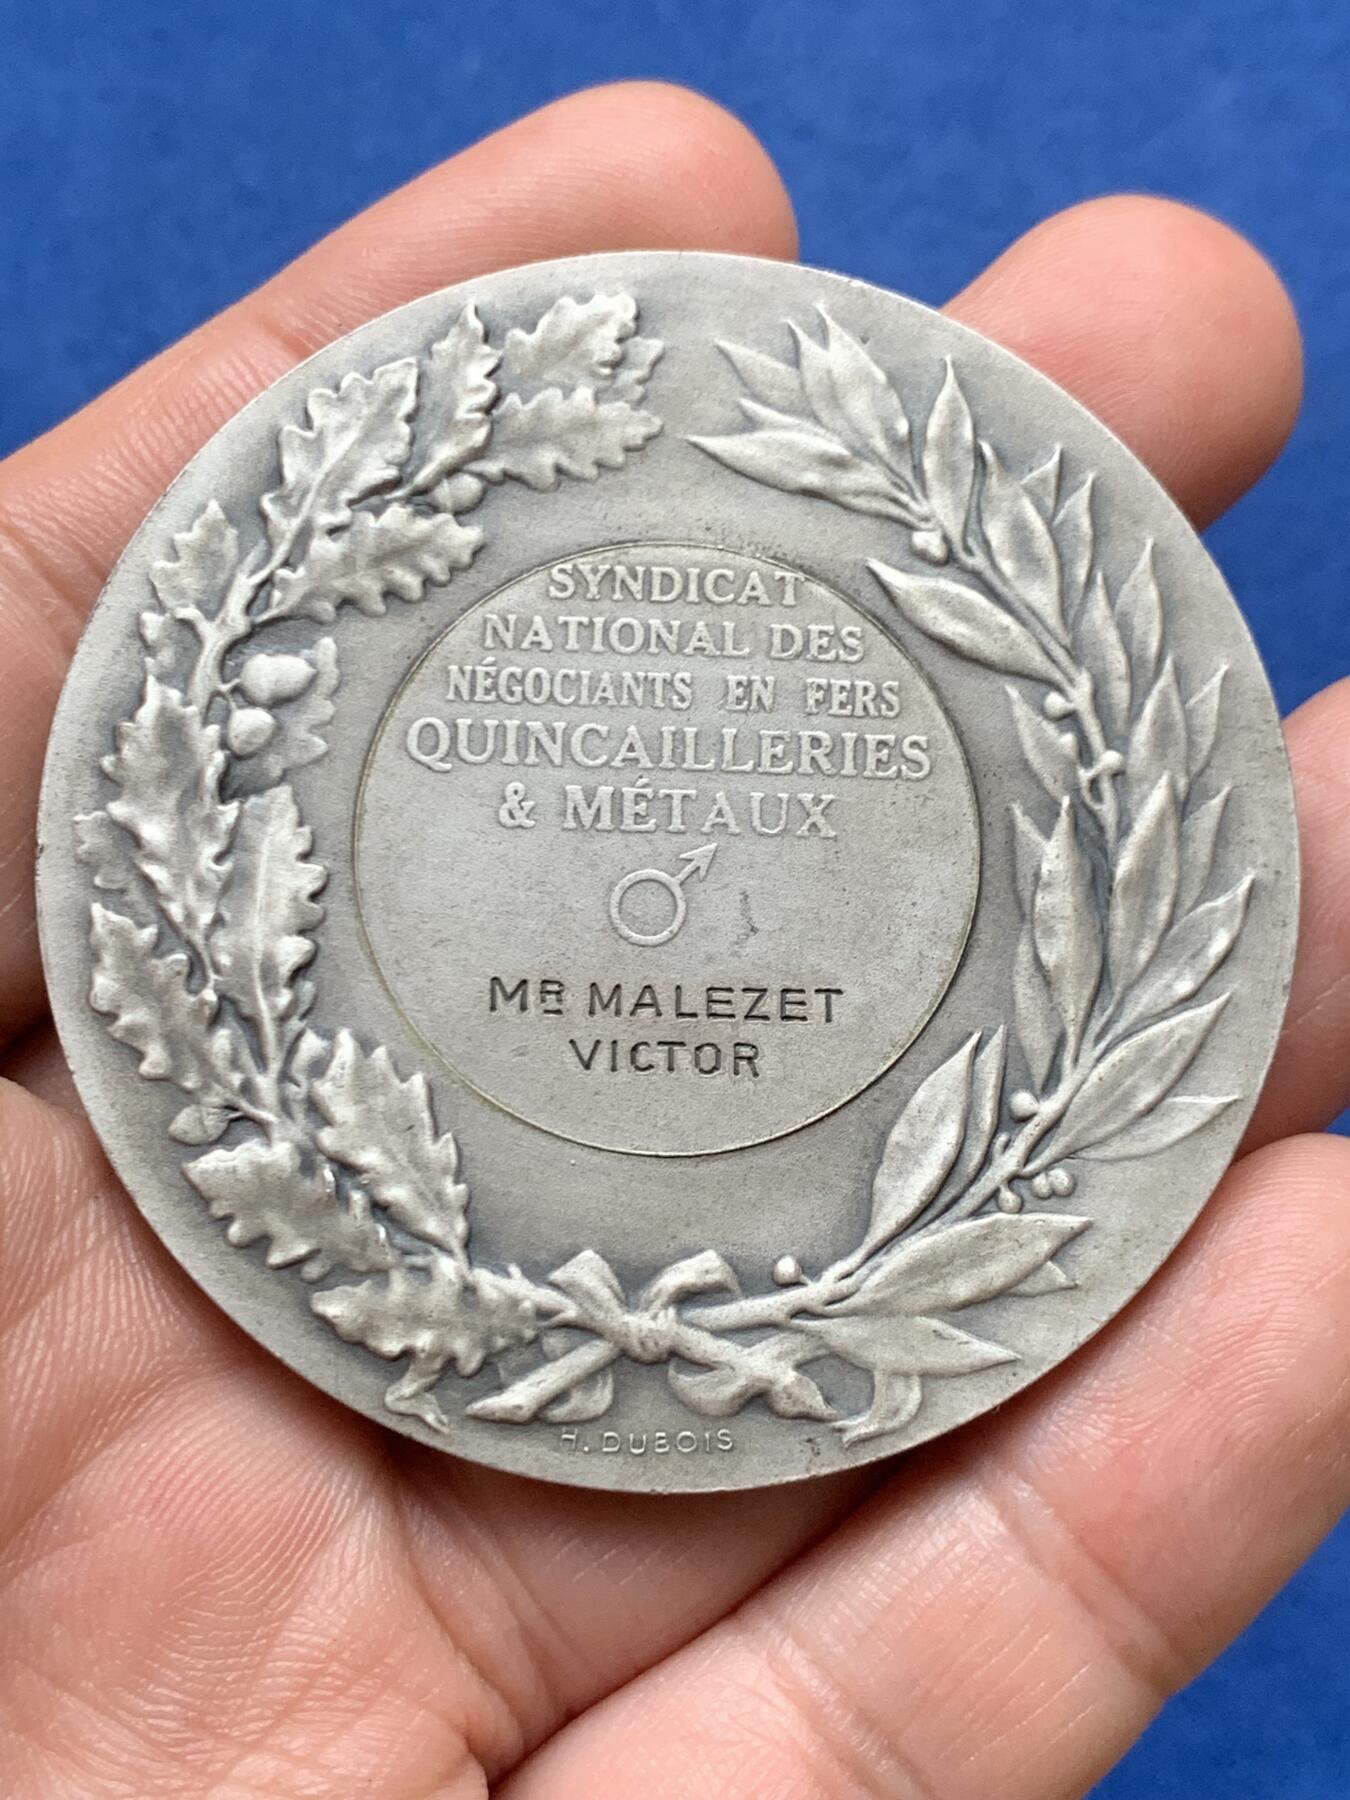 SYNDICAT
NATIONAL DES
NÉGOCIANTS EN FERS
QUINCAILLERIES
& MÉTAUX
MR MALEZET
VICTOR
H. DUBOIS